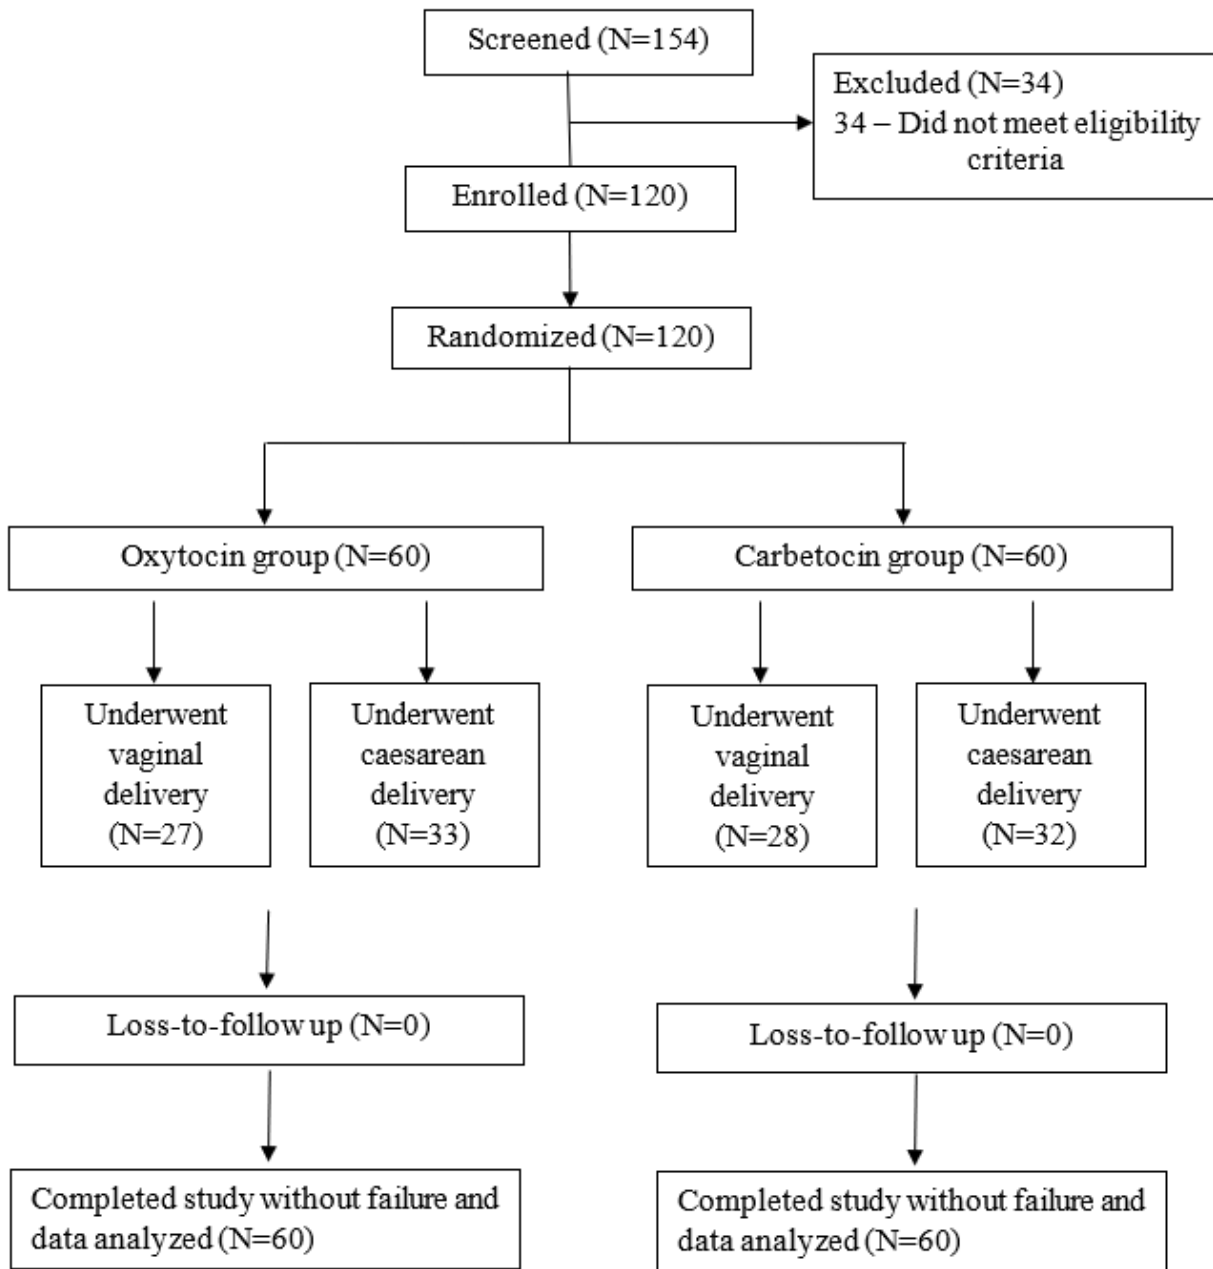 Screened (N=154)
Excluded (N=34)
34 – Did not meet eligibility
criteria
Enrolled (N=120)
Randomized (N=120)
Oxytocin group (N=60)
Carbetocin group (N=60)
Underwent
vaginal
delivery
(N=27)
Underwent
caesarean
delivery
(N=33)
Underwent
vaginal
delivery
(N=28)
Underwent
caesarean
delivery
(N=32)
Loss-to-follow up (N=0)
Loss-to-follow up (N=0)
Completed study without failure and
data analyzed (N=60)
Completed study without failure and
data analyzed (N=60)